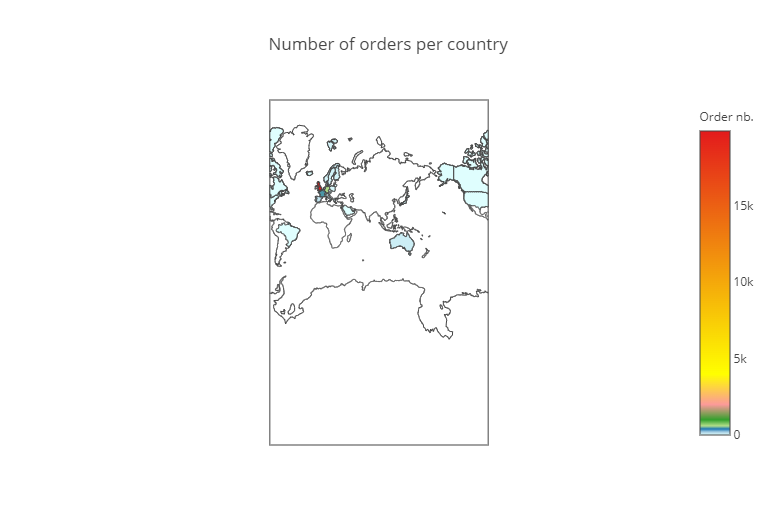 Number of orders per country
Order nb.
15k
10k
5k
0